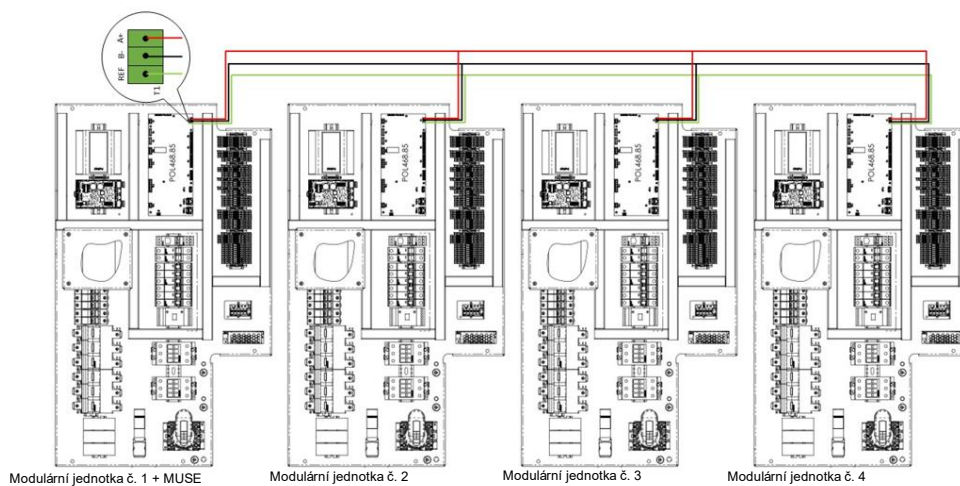 A+
B-
REF
T1
POL468.85
POL468.85
POL468.85
POL468.85
Modulární jednotka č. 1 + MUSE
Modulární jednotka č. 2
Modulární jednotka č. 3
Modulární jednotka č. 4